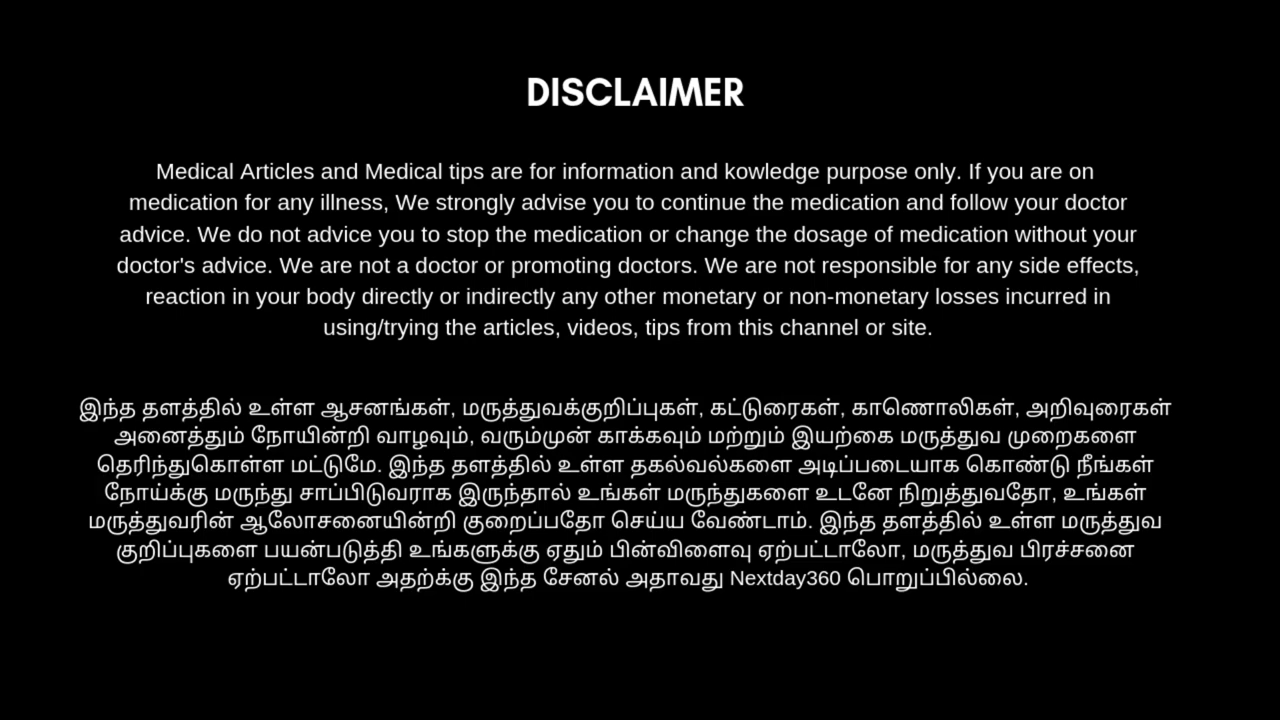 DISCLAIMER
Medical Articles and Medical tips are for information and kowledge purpose only. If you are on
medication for any illness, We strongly advise you to continue the medication and follow your doctor
advice. We do not advice you to stop the medication or change the dosage of medication without your
doctor's advice. We are not a doctor or promoting doctors. We are not responsible for any side effects,
reaction in your body directly or indirectly any other monetary or non-monetary losses incurred in
using/trying the articles, videos, tips from this channel or site.
இந்த தளத்தில் உள்ள ஆசனங்கள், மருத்துவக்குறிப்புகள், கட்டுரைகள், காணொலிகள், அறிவுரைகள்
அனைத்தும் நோயின்றி வாழவும், வரும்முன் காக்கவும் மற்றும் இயற்கை மருத்துவ முறைகளை
தெரிந்துகொள்ள மட்டுமே. இந்த தளத்தில் உள்ள தகல்வல்களை அடிப்படையாக கொண்டு நீங்கள்
நோய்க்கு மருந்து சாப்பிடுவராக இருந்தால் உங்கள் மருந்துகளை உடனே நிறுத்துவதோ, உங்கள்
மருத்துவரின் ஆலோசனையின்றி குறைப்பதோ செய்ய வேண்டாம். இந்த தளத்தில் உள்ள மருத்துவ
குறிப்புகளை பயன்படுத்தி உங்களுக்கு ஏதும் பின்விளைவு ஏற்பட்டாலோ, மருத்துவ பிரச்சனை
ஏற்பட்டாலோ அதற்க்கு இந்த சேனல் அதாவது Nextday360 பொறுப்பில்லை.